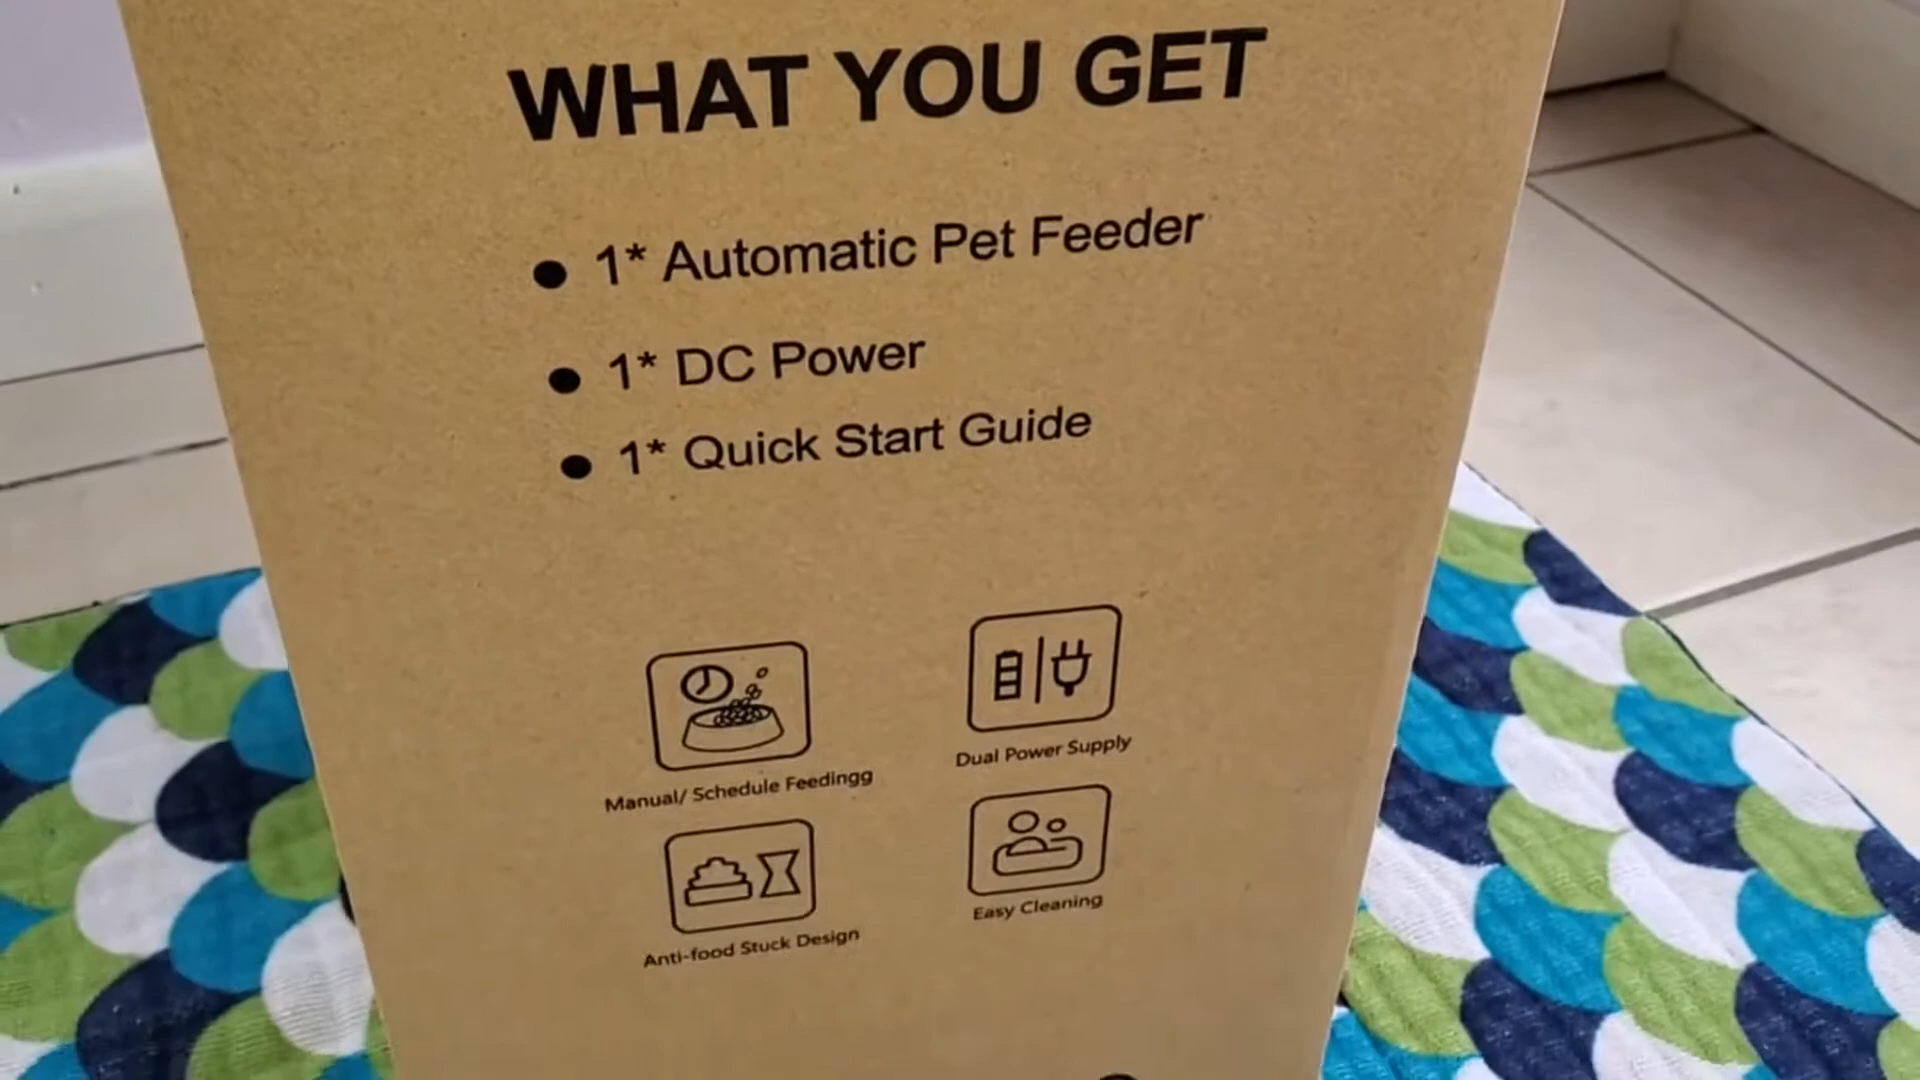 WHAT YOU GET
● 1* Automatic Pet Feeder
● 1* DC Power
● 1* Quick Start Guide
Manual/ Schedule Feedingg
Dual Power Supply
Anti-food Stuck Design
Easy Cleaning